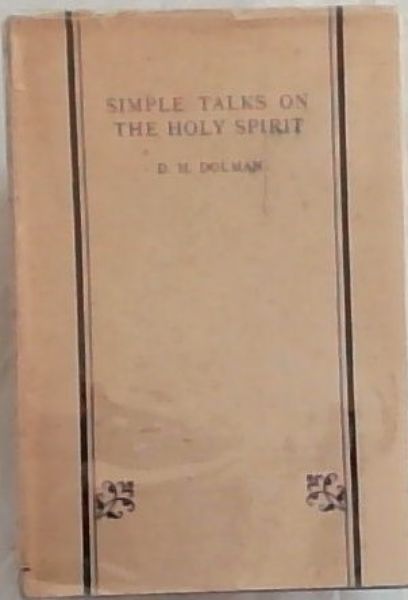 SIMPLE TALKS ON
THE HOLY SPIRIT
D. H. DOLMAN